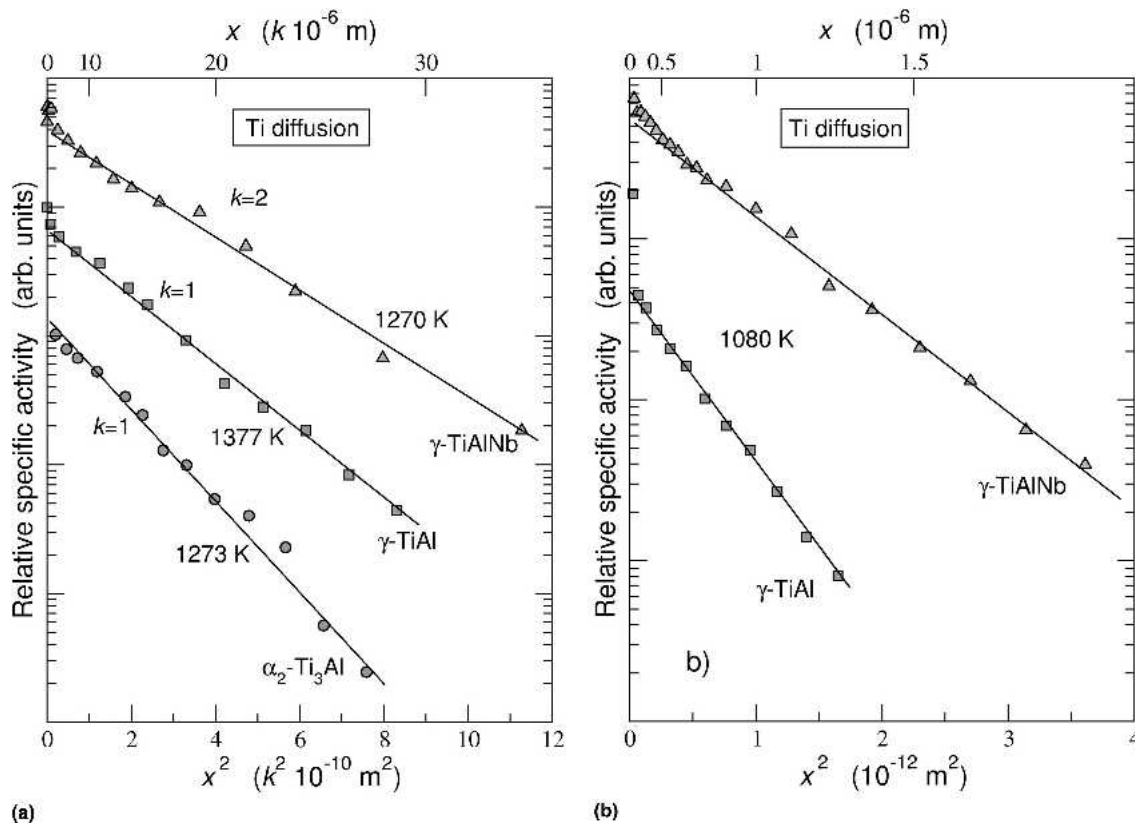 x (k 10⁻⁶ m)
0 10 20 30
Ti diffusion
k=2
k=1
1270 K
k=1
1377 K
γ-TiAlNb
1273 K
γ-TiAl
α₂-Ti₃Al
Relative specific activity (arb. units)
0 2 4 6 8 10 12
x² (k² 10⁻¹⁰ m²)
(a)
x (10⁻⁶ m)
0 0.5 1 1.5
Ti diffusion
1080 K
γ-TiAlNb
γ-TiAl
b)
Relative specific activity (arb. units)
0 1 2 3 4
x² (10⁻¹² m²)
(b)